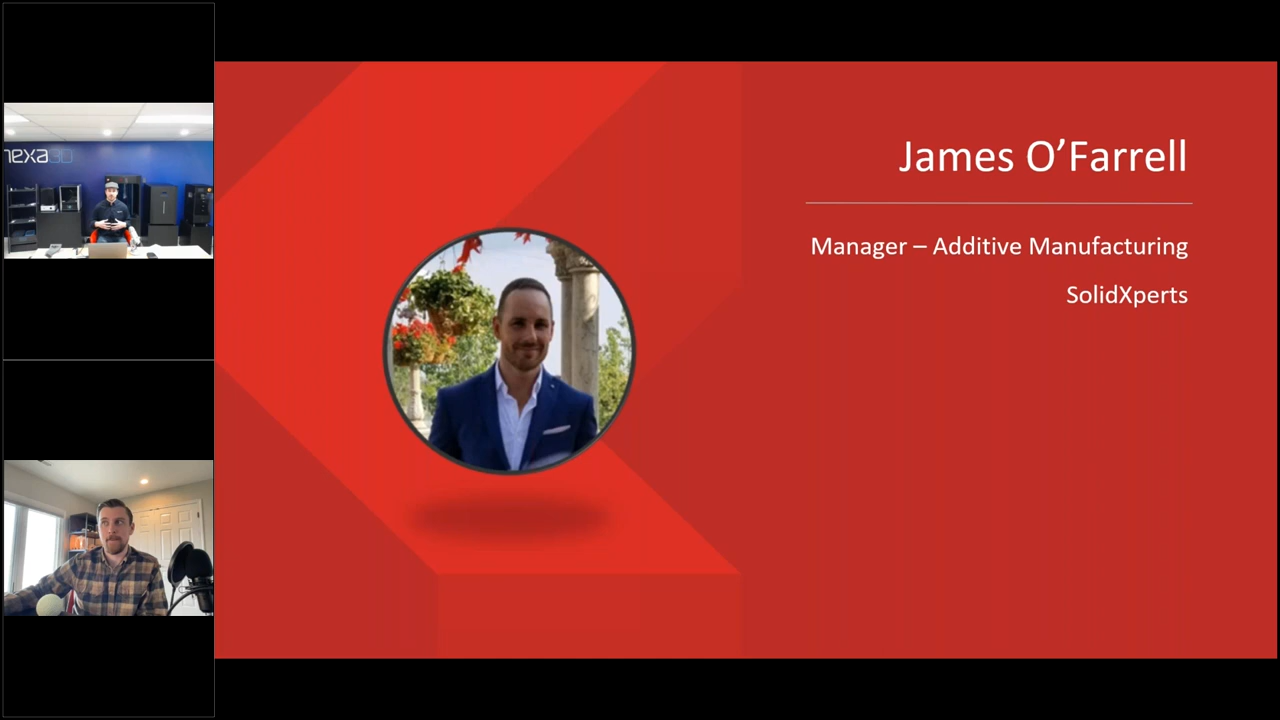 nexa3D
James O’Farrell
Manager – Additive Manufacturing
SolidXperts